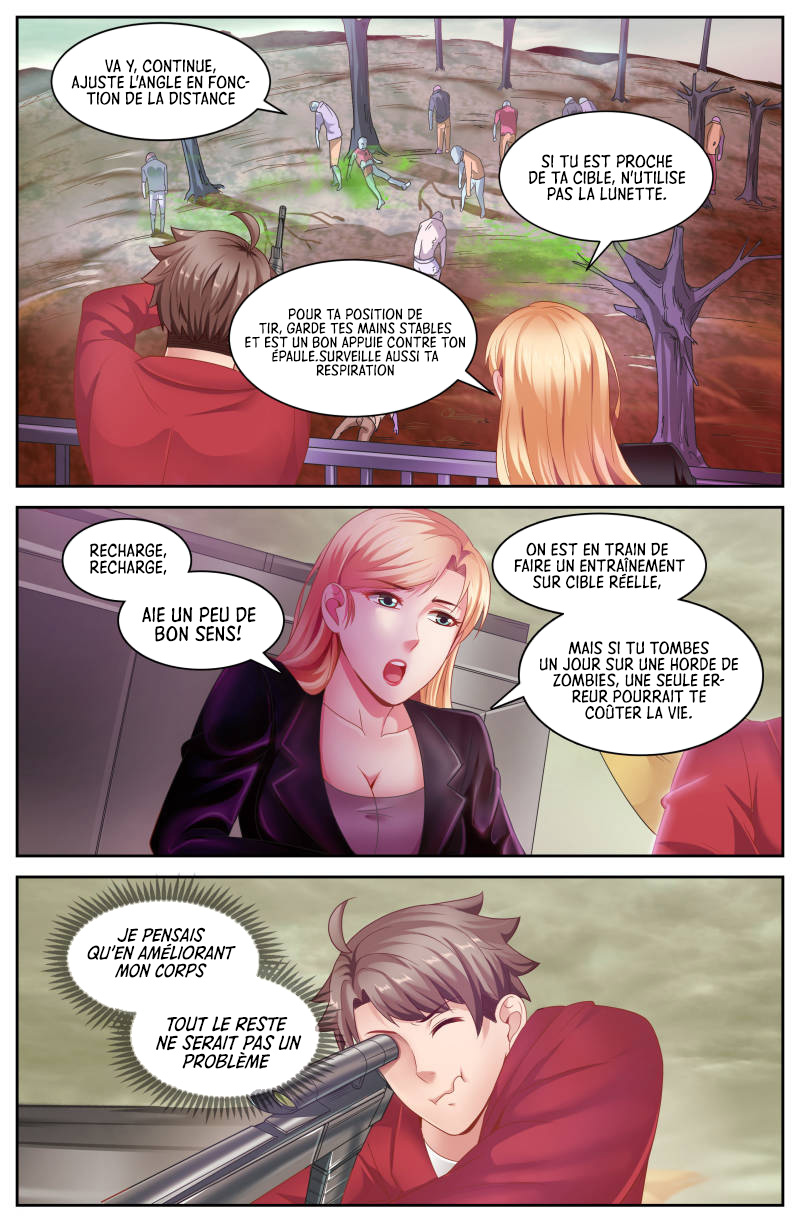 VA Y, CONTINUE,
AJUSTE L'ANGLE EN FONC-
TION DE LA DISTANCE
SI TU EST PROCHE
DE TA CIBLE, N'UTILISE
PAS LA LUNETTE.
POUR TA POSITION DE
TIR, GARDE TES MAINS STABLES
ET EST UN BON APPUIE CONTRE TON
ÉPAULE.SURVEILLE AUSSI TA
RESPIRATION
RECHARGE,
RECHARGE,
AIE UN PEU DE
BON SENS!
ON EST EN TRAIN DE
FAIRE UN ENTRAÎNEMENT
SUR CIBLE RÉELLE,
MAIS SI TU TOMBES
UN JOUR SUR UNE HORDE DE
ZOMBIES, UNE SEULE ER-
REUR POURRAIT TE
COÛTER LA VIE.
JE PENSAIS
QU'EN AMÉLIORANT
MON CORPS
TOUT LE RESTE
NE SERAIT PAS UN
PROBLÈME